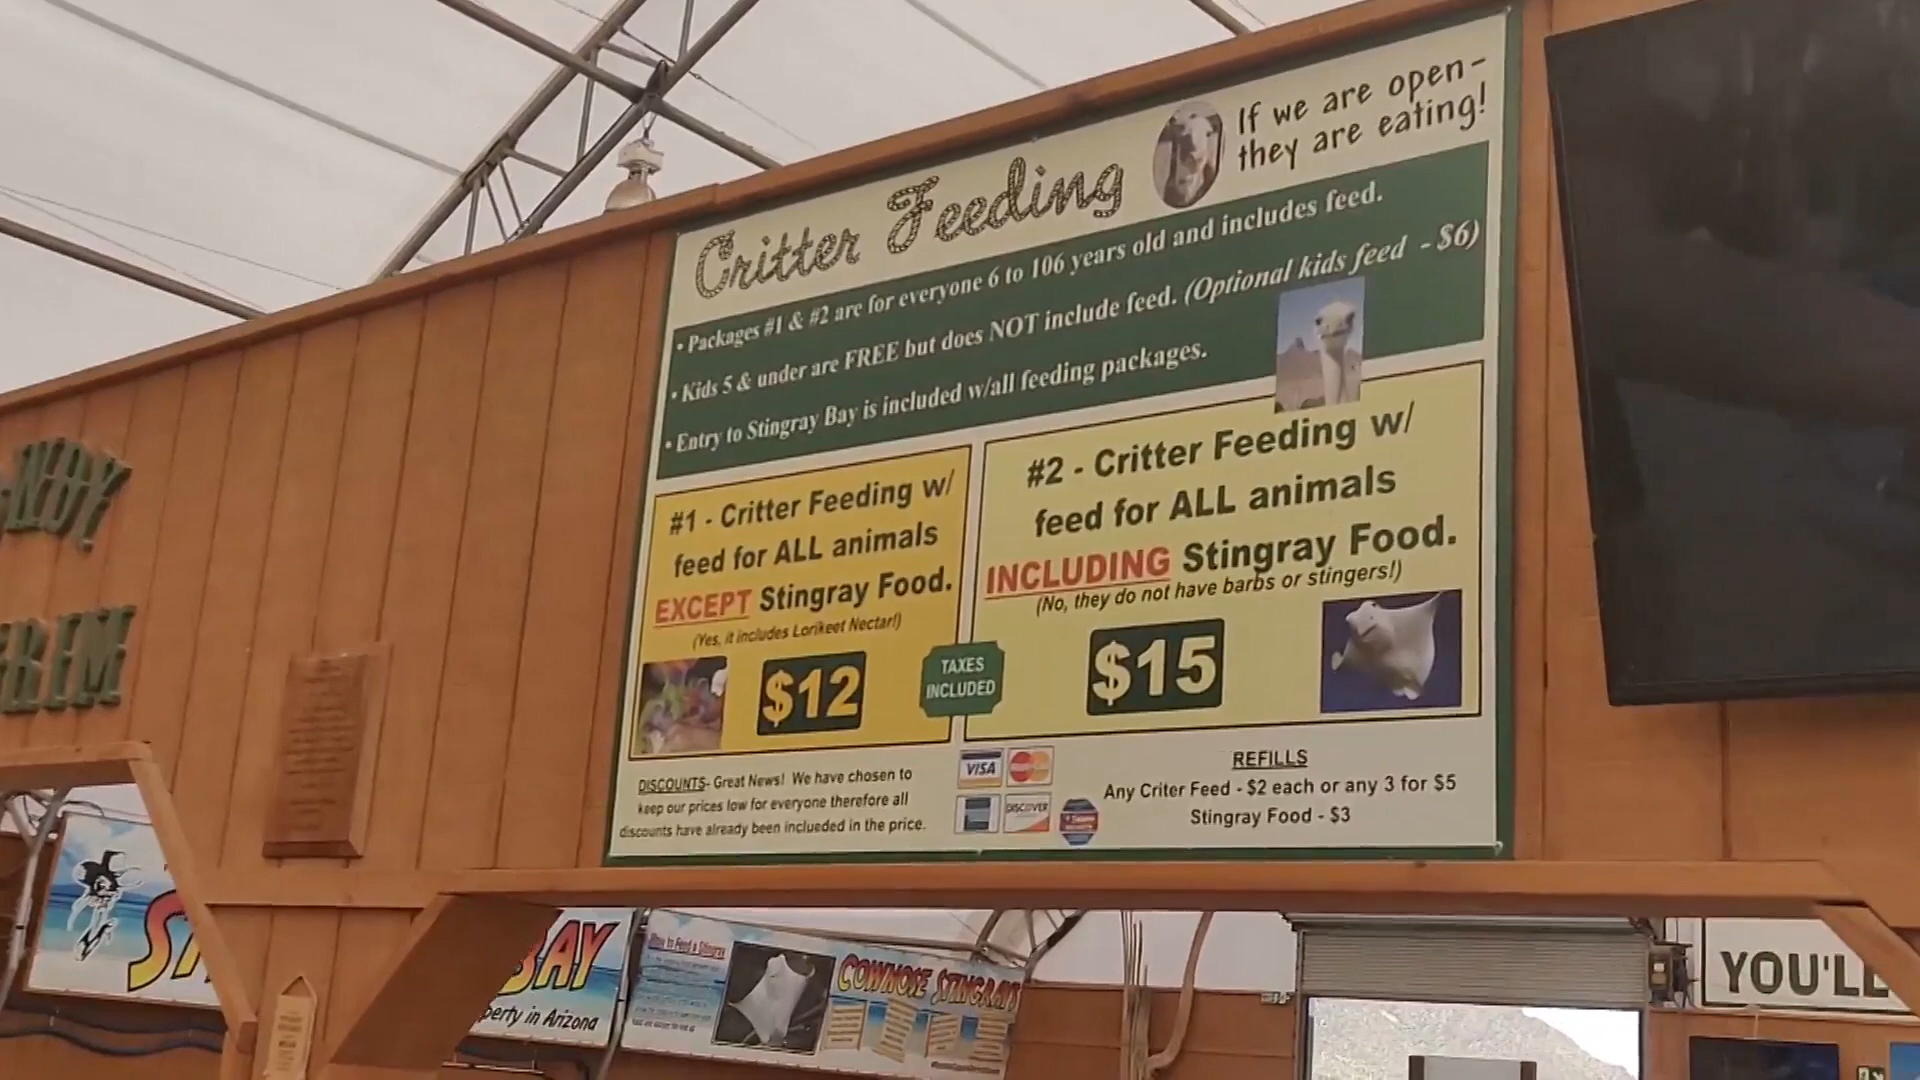 Critter Feeding
If we are open-
they are eating!
• Packages #1 & #2 are for everyone 6 to 106 years old and includes feed.
• Kids 5 & under are FREE but does NOT include feed. (Optional kids feed - $6)
• Entry to Stingray Bay is included w/all feeding packages.
#1 - Critter Feeding w/
feed for ALL animals
EXCEPT Stingray Food.
(Yes, it includes Lorikeet Nectar!)
$12
TAXES
INCLUDED
#2 - Critter Feeding w/
feed for ALL animals
INCLUDING Stingray Food.
(No, they do not have barbs or stingers!)
$15
DISCOUNTS- Great News! We have chosen to
keep our prices low for everyone therefore all
discounts have already been inclueded in the price.
VISA
DISCOVER
REFILLS
Any Criter Feed - $2 each or any 3 for $5
Stingray Food - $3
BAY
perty in Arizona
How to Feed a Stingray
COWNOSE STINGRAYS
YOU'LL